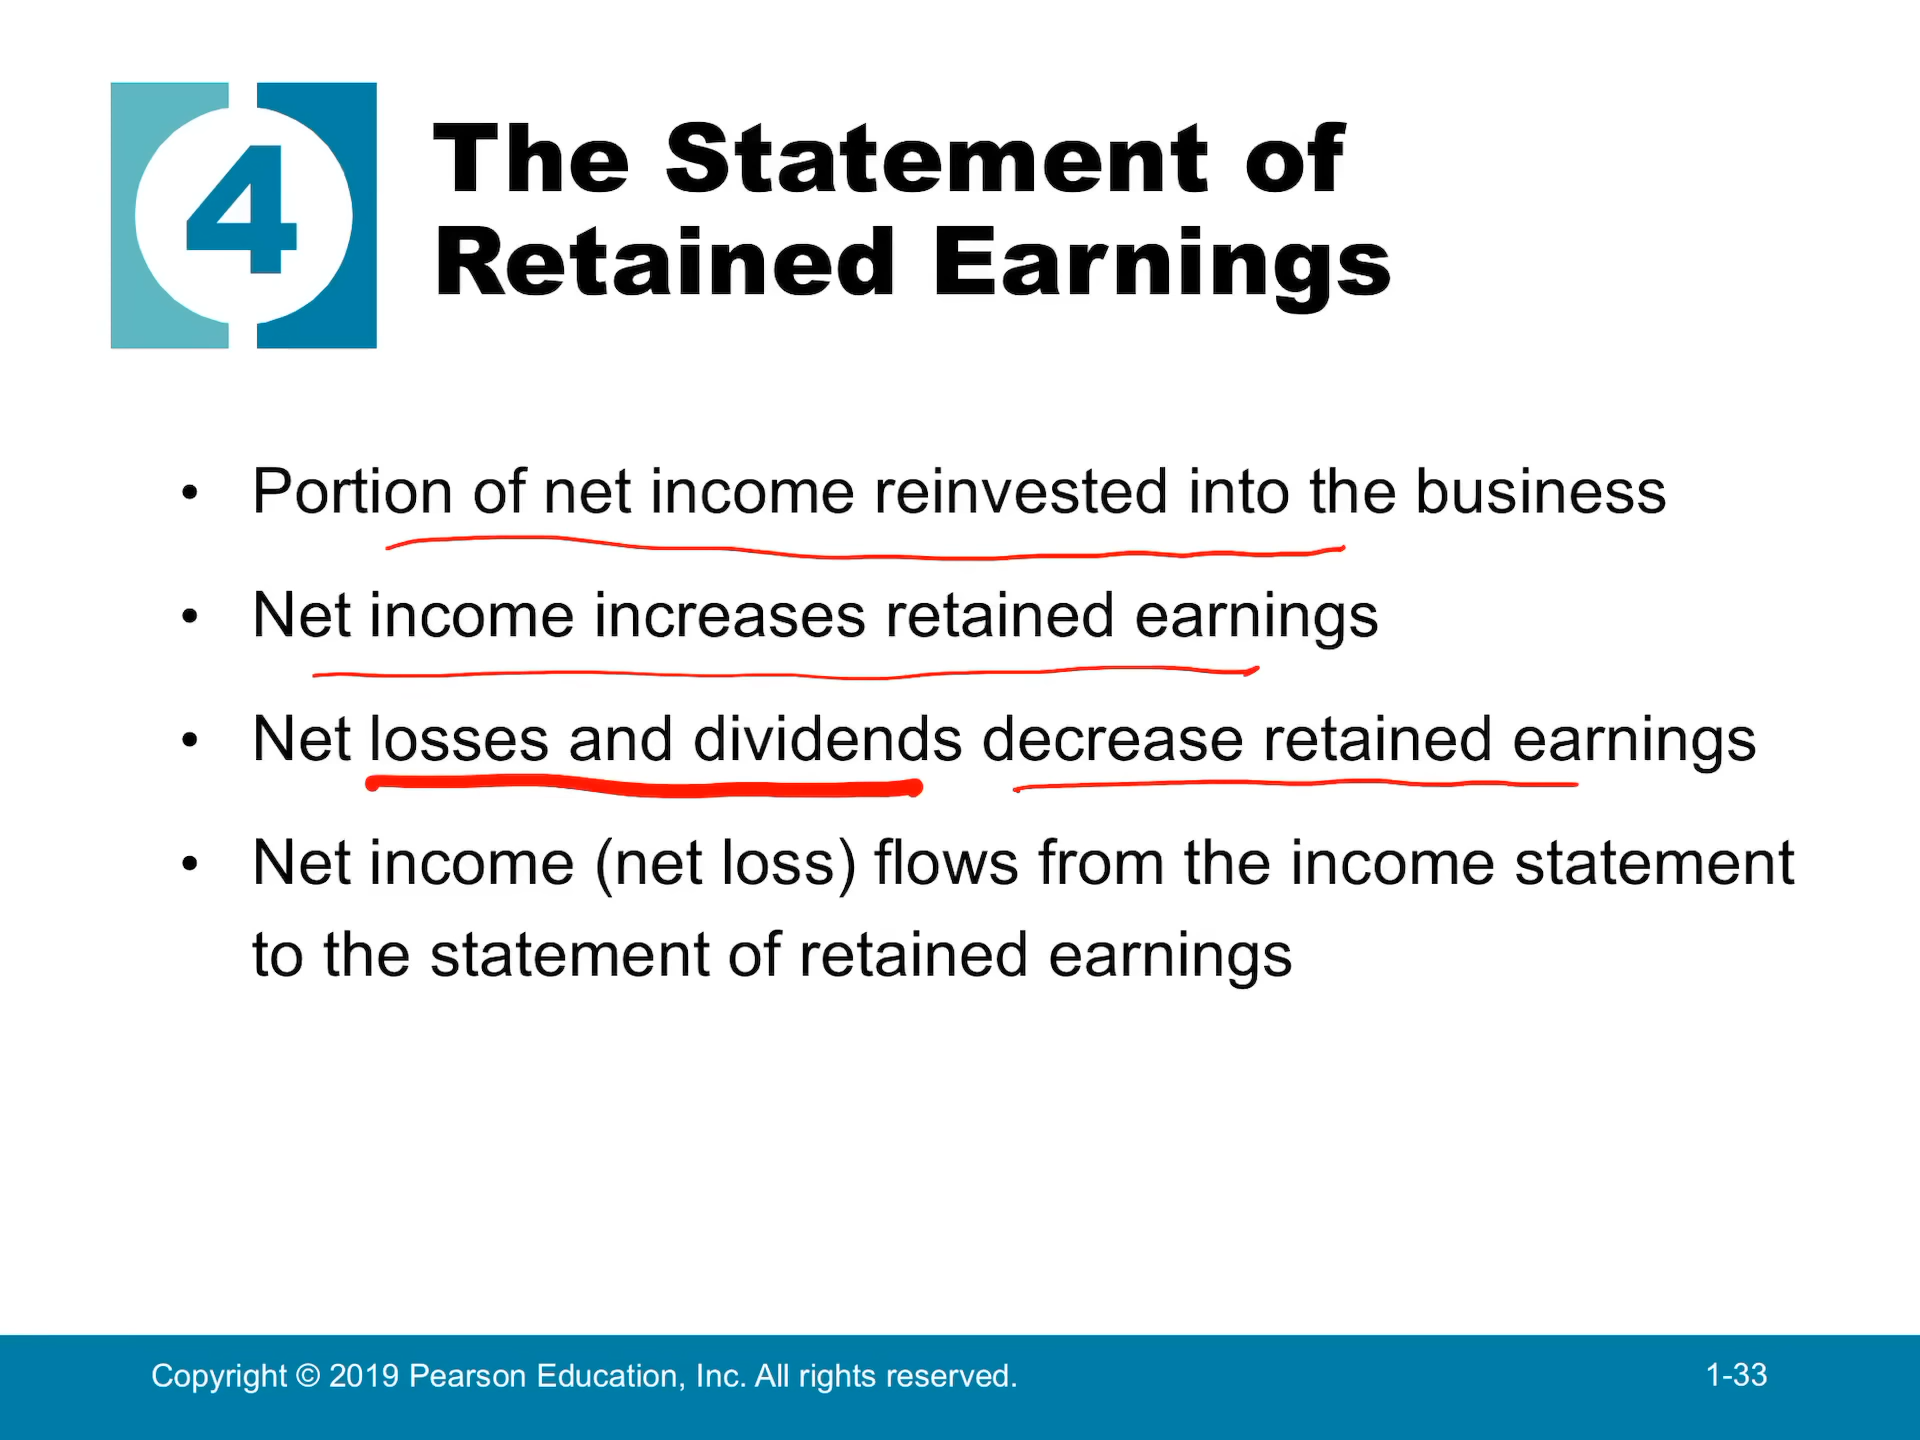 4
The Statement of
Retained Earnings
• Portion of net income reinvested into the business
• Net income increases retained earnings
• Net losses and dividends decrease retained earnings
• Net income (net loss) flows from the income statement
to the statement of retained earnings
Copyright © 2019 Pearson Education, Inc. All rights reserved.
1-33